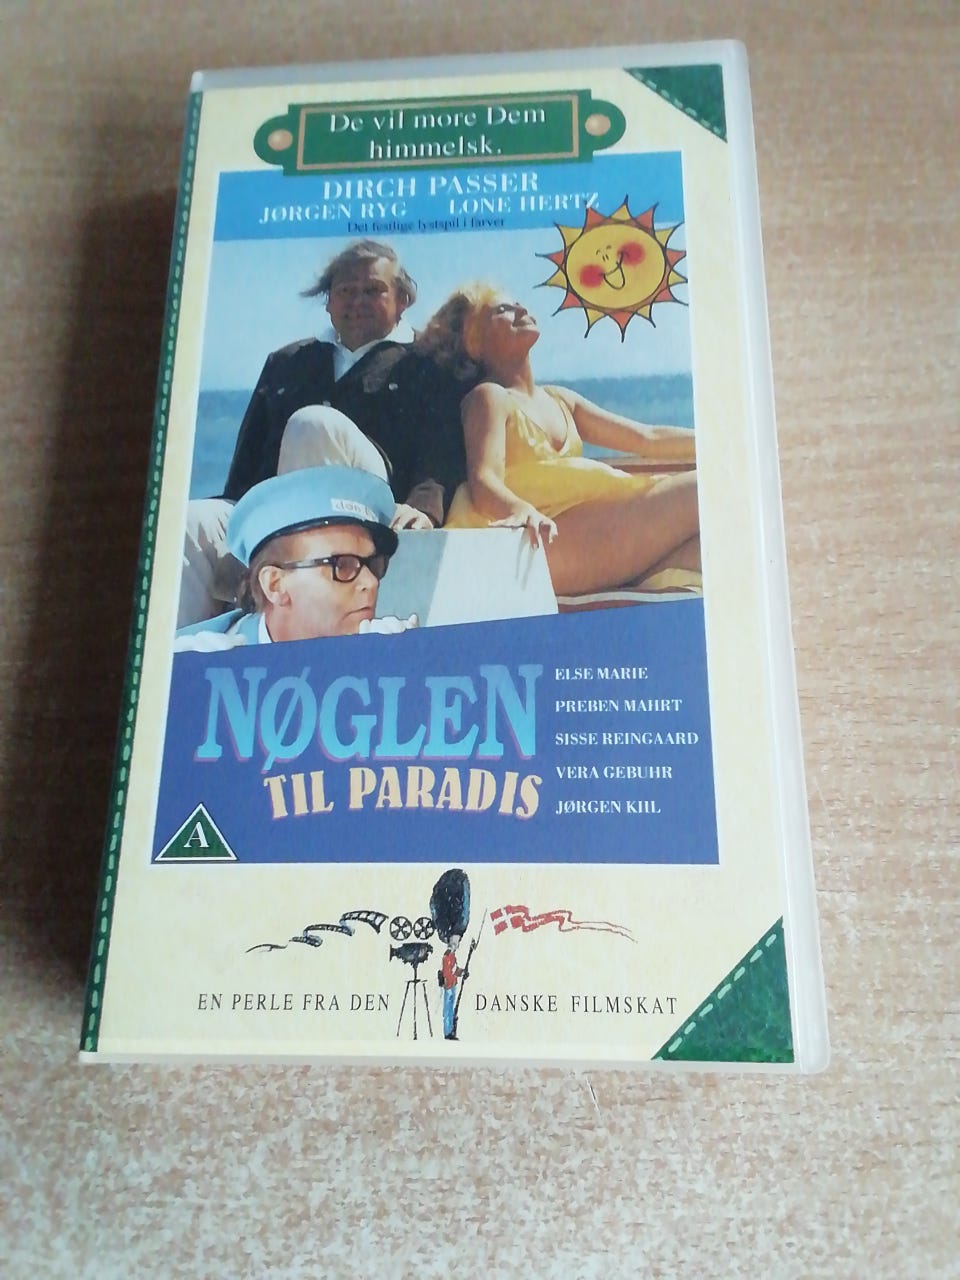 De vil more Dem
himmelsk.
DIRCH PASSER
JØRGEN RYG LONE HERTZ
Det festlige lystspil i farver
NØGLEN
TIL PARADIS
ELSE MARIE
PREBEN MAHRT
SISSE REINGAARD
VERA GEBUHR
JØRGEN KIIL
A
EN PERLE FRA DEN DANSKE FILMSKAT